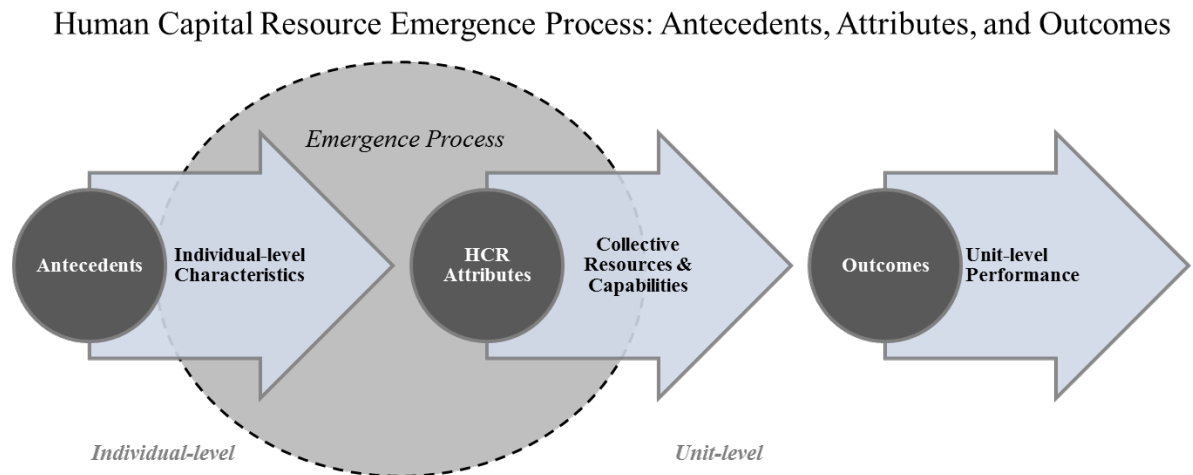 Human Capital Resource Emergence Process: Antecedents, Attributes, and Outcomes
Emergence Process
Antecedents
Individual-level
Characteristics
HCR
Attributes
Collective
Resources &
Capabilities
Outcomes
Unit-level
Performance
Individual-level
Unit-level